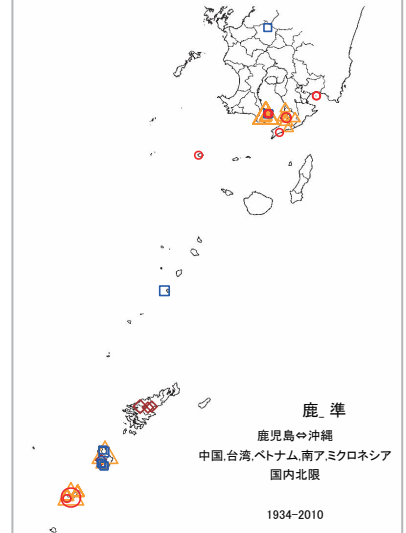 鹿_準
鹿児島⇔沖縄
中国,台湾,ベトナム,南ア,ミクロネシア
国内北限
1934-2010